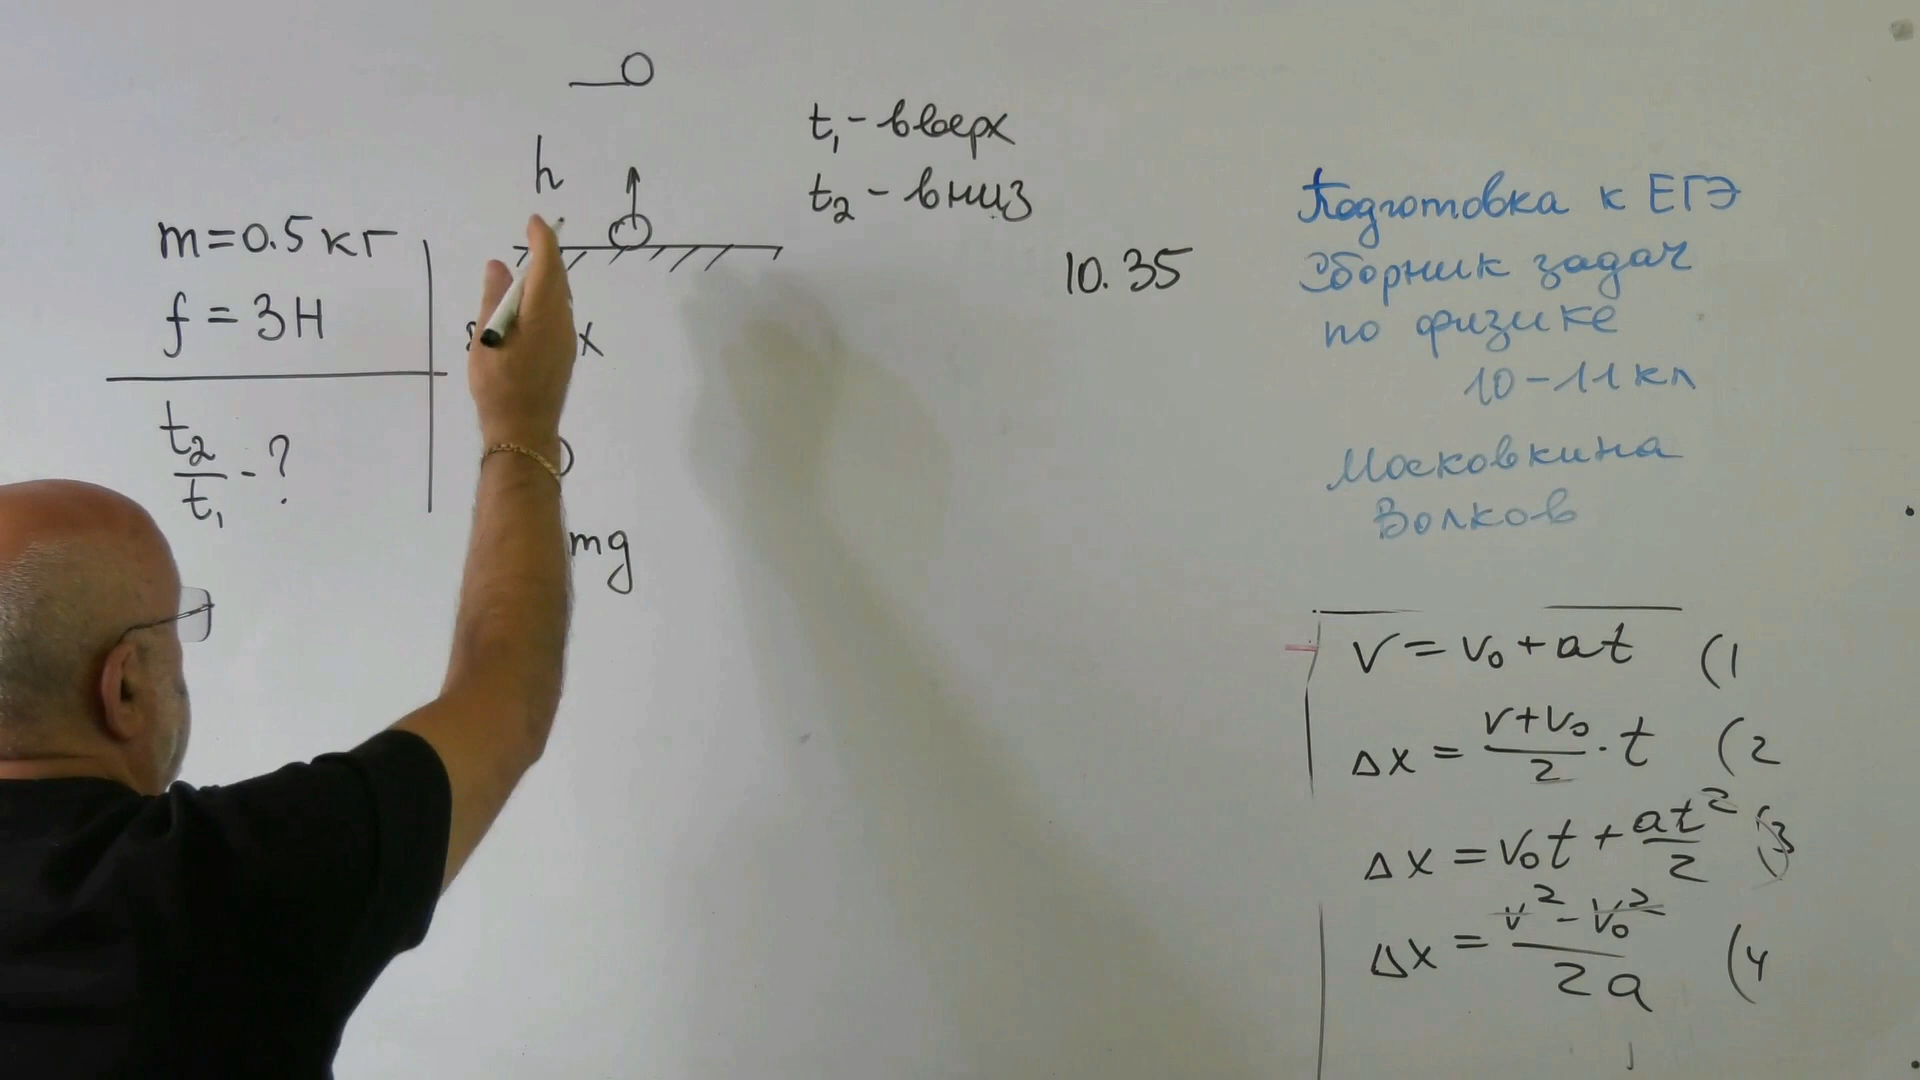 t₁ - вверх
t₂ - вниз
h
m = 0.5 кг
f = 3Н
t₂/t₁ - ?
x
mg
10.35
Подготовка к ЕГЭ
Сборник задач
по физике
10-11 кл
Московкина
Волков
v = v₀ + at (1
Δx = (v+v₀)/2 · t (2
Δx = v₀t + at²/2 (3
Δx = (v² - v₀²)/2a (4